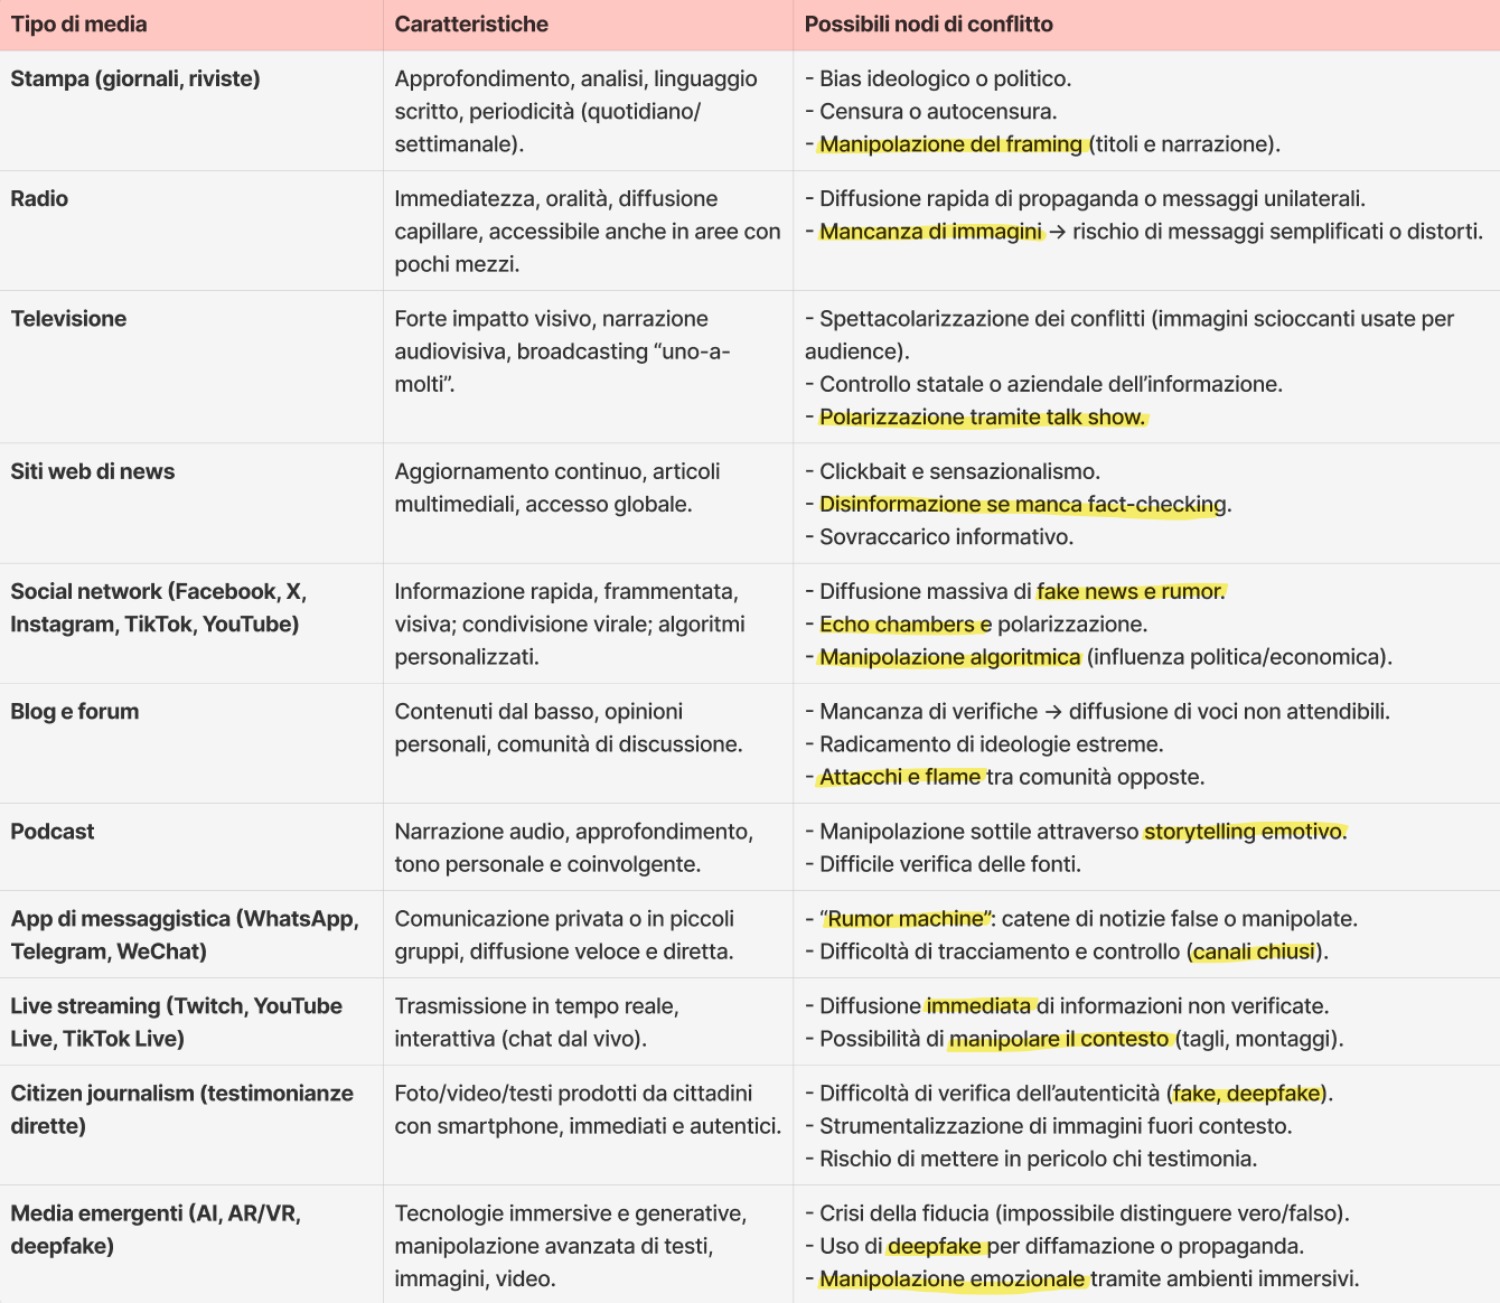 Tipo di media
Caratteristiche
Possibili nodi di conflitto
Stampa (giornali, riviste)
Approfondimento, analisi, linguaggio
scritto, periodicità (quotidiano/
settimanale).
- Bias ideologico o politico.
- Censura o autocensura.
- Manipolazione del framing (titoli e narrazione).
Radio
Immediatezza, oralità, diffusione
capillare, accessibile anche in aree con
pochi mezzi.
- Diffusione rapida di propaganda o messaggi unilaterali.
- Mancanza di immagini → rischio di messaggi semplificati o distorti.
Televisione
Forte impatto visivo, narrazione
audiovisiva, broadcasting “uno-a-
molti”.
- Spettacolarizzazione dei conflitti (immagini scioccanti usate per
audience).
- Controllo statale o aziendale dell’informazione.
- Polarizzazione tramite talk show.
Siti web di news
Aggiornamento continuo, articoli
multimediali, accesso globale.
- Clickbait e sensazionalismo.
- Disinformazione se manca fact-checking.
- Sovraccarico informativo.
Social network (Facebook, X,
Instagram, TikTok, YouTube)
Informazione rapida, frammentata,
visiva; condivisione virale; algoritmi
personalizzati.
- Diffusione massiva di fake news e rumor.
- Echo chambers e polarizzazione.
- Manipolazione algoritmica (influenza politica/economica).
Blog e forum
Contenuti dal basso, opinioni
personali, comunità di discussione.
- Mancanza di verifiche → diffusione di voci non attendibili.
- Radicamento di ideologie estreme.
- Attacchi e flame tra comunità opposte.
Podcast
Narrazione audio, approfondimento,
tono personale e coinvolgente.
- Manipolazione sottile attraverso storytelling emotivo.
- Difficile verifica delle fonti.
App di messaggistica (WhatsApp,
Telegram, WeChat)
Comunicazione privata o in piccoli
gruppi, diffusione veloce e diretta.
- “Rumor machine”: catene di notizie false o manipolate.
- Difficoltà di tracciamento e controllo (canali chiusi).
Live streaming (Twitch, YouTube
Live, TikTok Live)
Trasmissione in tempo reale,
interattiva (chat dal vivo).
- Diffusione immediata di informazioni non verificate.
- Possibilità di manipolare il contesto (tagli, montaggi).
Citizen journalism (testimonianze
dirette)
Foto/video/testi prodotti da cittadini
con smartphone, immediati e autentici.
- Difficoltà di verifica dell’autenticità (fake, deepfake).
- Strumentalizzazione di immagini fuori contesto.
- Rischio di mettere in pericolo chi testimonia.
Media emergenti (AI, AR/VR,
deepfake)
Tecnologie immersive e generative,
manipolazione avanzata di testi,
immagini, video.
- Crisi della fiducia (impossibile distinguere vero/falso).
- Uso di deepfake per diffamazione o propaganda.
- Manipolazione emozionale tramite ambienti immersivi.